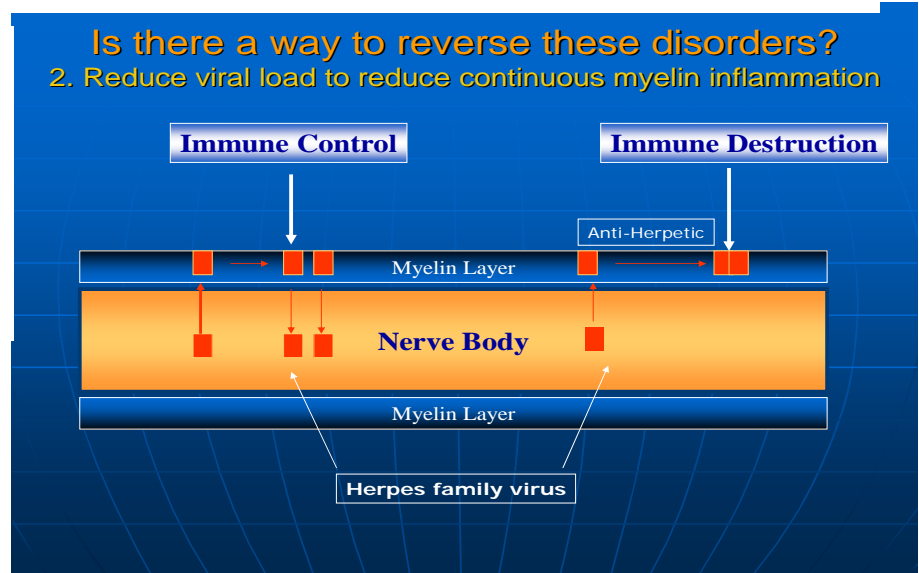 Is there a way to reverse these disorders?
2. Reduce viral load to reduce continuous myelin inflammation
Immune Control
Immune Destruction
Anti-Herpetic
Myelin Layer
Nerve Body
Myelin Layer
Herpes family virus